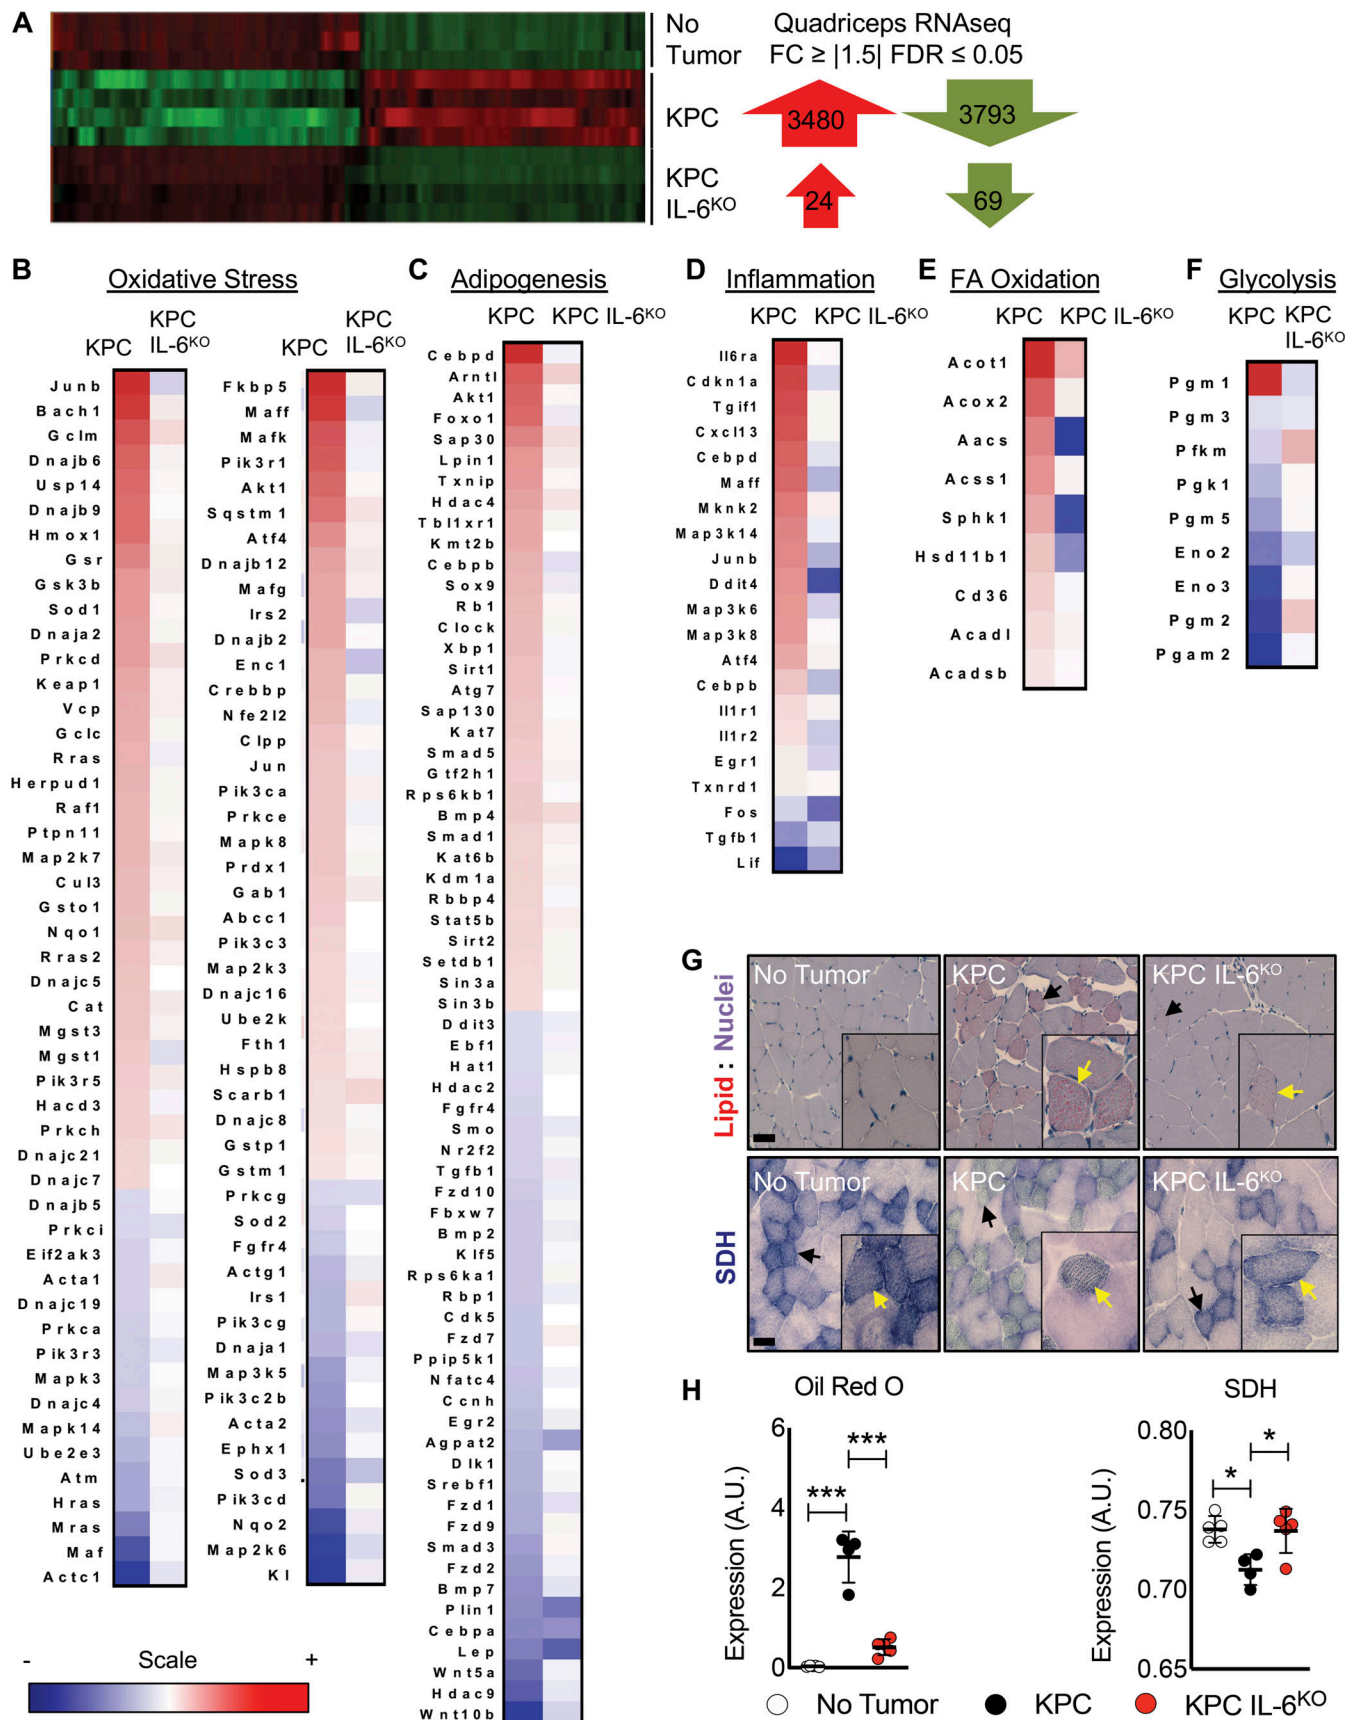 A
No
Tumor
KPC
KPC
IL-6KO
Quadriceps RNAseq
FC ≥ |1.5| FDR ≤ 0.05
3480
3793
24
69
B
Oxidative Stress
KPC
KPC
IL-6KO
Junb
Bach1
Gclm
Dnajb6
Usp14
Dnajb9
Hmox1
Gsr
Gsk3b
Sod1
Dnaja2
Prkcd
Keap1
Vcp
Gclc
Rras
Herpud1
Raf1
Ptpn11
Map2k7
Cul3
Gsto1
Nqo1
Rras2
Dnajc5
Cat
Mgst3
Mgst1
Pik3r5
Hacd3
Prkch
Dnajc21
Dnajc7
Dnajb5
Prkci
Eif2ak3
Acta1
Dnajc19
Prkca
Pik3r3
Mapk3
Dnajc4
Mapk14
Ube2e3
Atm
Hras
Mras
Maf
Actc1
KPC
KPC
IL-6KO
Fkbp5
Maff
Mafk
Pik3r1
Akt1
Sqstm1
Atf4
Dnajb12
Mafg
Irs2
Dnajb2
Enc1
Crebbp
Nfe2l2
Clpp
Jun
Pik3ca
Prkce
Mapk8
Prdx1
Gab1
Abcc1
Pik3c3
Map2k3
Dnajc16
Ube2k
Fth1
Hspb8
Scarb1
Dnajc8
Gstp1
Gstm1
Prkcg
Sod2
Fgfr4
Actg1
Irs1
Pik3cg
Dnaja1
Map3k5
Pik3c2b
Acta2
Ephx1
Sod3
Pik3cd
Nqo2
Map2k6
Kl
- Scale +
C
Adipogenesis
KPC KPC IL-6KO
Cebpd
Arntl
Akt1
Foxo1
Sap30
Lpin1
Txnip
Hdac4
Tbl1xr1
Kmt2b
Cebpb
Sox9
Rb1
Clock
Xbp1
Sirt1
Atg7
Sap130
Kat7
Smad5
Gtf2h1
Rps6kb1
Bmp4
Smad1
Kat6b
Kdm1a
Rbbp4
Stat5b
Sirt2
Setdb1
Sin3a
Sin3b
Ddit3
Ebf1
Hat1
Hdac2
Fgfr4
Smo
Nr2f2
Tgfb1
Fzd10
Fbxw7
Bmp2
Klf5
Rps6ka1
Rbp1
Cdk5
Fzd7
Ppip5k1
Nfatc4
Ccnh
Egr2
Agpat2
Dlk1
Srebf1
Fzd1
Fzd9
Smad3
Fzd2
Bmp7
Plin1
Cebpa
Lep
Wnt5a
Hdac9
Wnt10b
D
Inflammation
KPC KPC IL-6KO
Il6ra
Cdkn1a
Tgif1
Cxcl13
Cebpd
Maff
Mknk2
Map3k14
Junb
Ddit4
Map3k6
Map3k8
Atf4
Cebpb
Il1r1
Il1r2
Egr1
Txnrd1
Fos
Tgfb1
Lif
E
FA Oxidation
KPC KPC IL-6KO
Acot1
Acox2
Aacs
Acss1
Sphk1
Hsd11b1
Cd36
Acadl
Acadsb
F
Glycolysis
KPC
KPC
IL-6KO
Pgm1
Pgm3
Pfkm
Pgk1
Pgm5
Eno2
Eno3
Pgm2
Pgam2
G
Lipid : Nuclei
No Tumor
KPC
KPC IL-6KO
SDH
No Tumor
KPC
KPC IL-6KO
H
Oil Red O
Expression (A.U.)
6
4
2
0
***
***
SDH
Expression (A.U.)
0.80
0.75
0.70
0.65
*
*
No Tumor
KPC
KPC IL-6KO